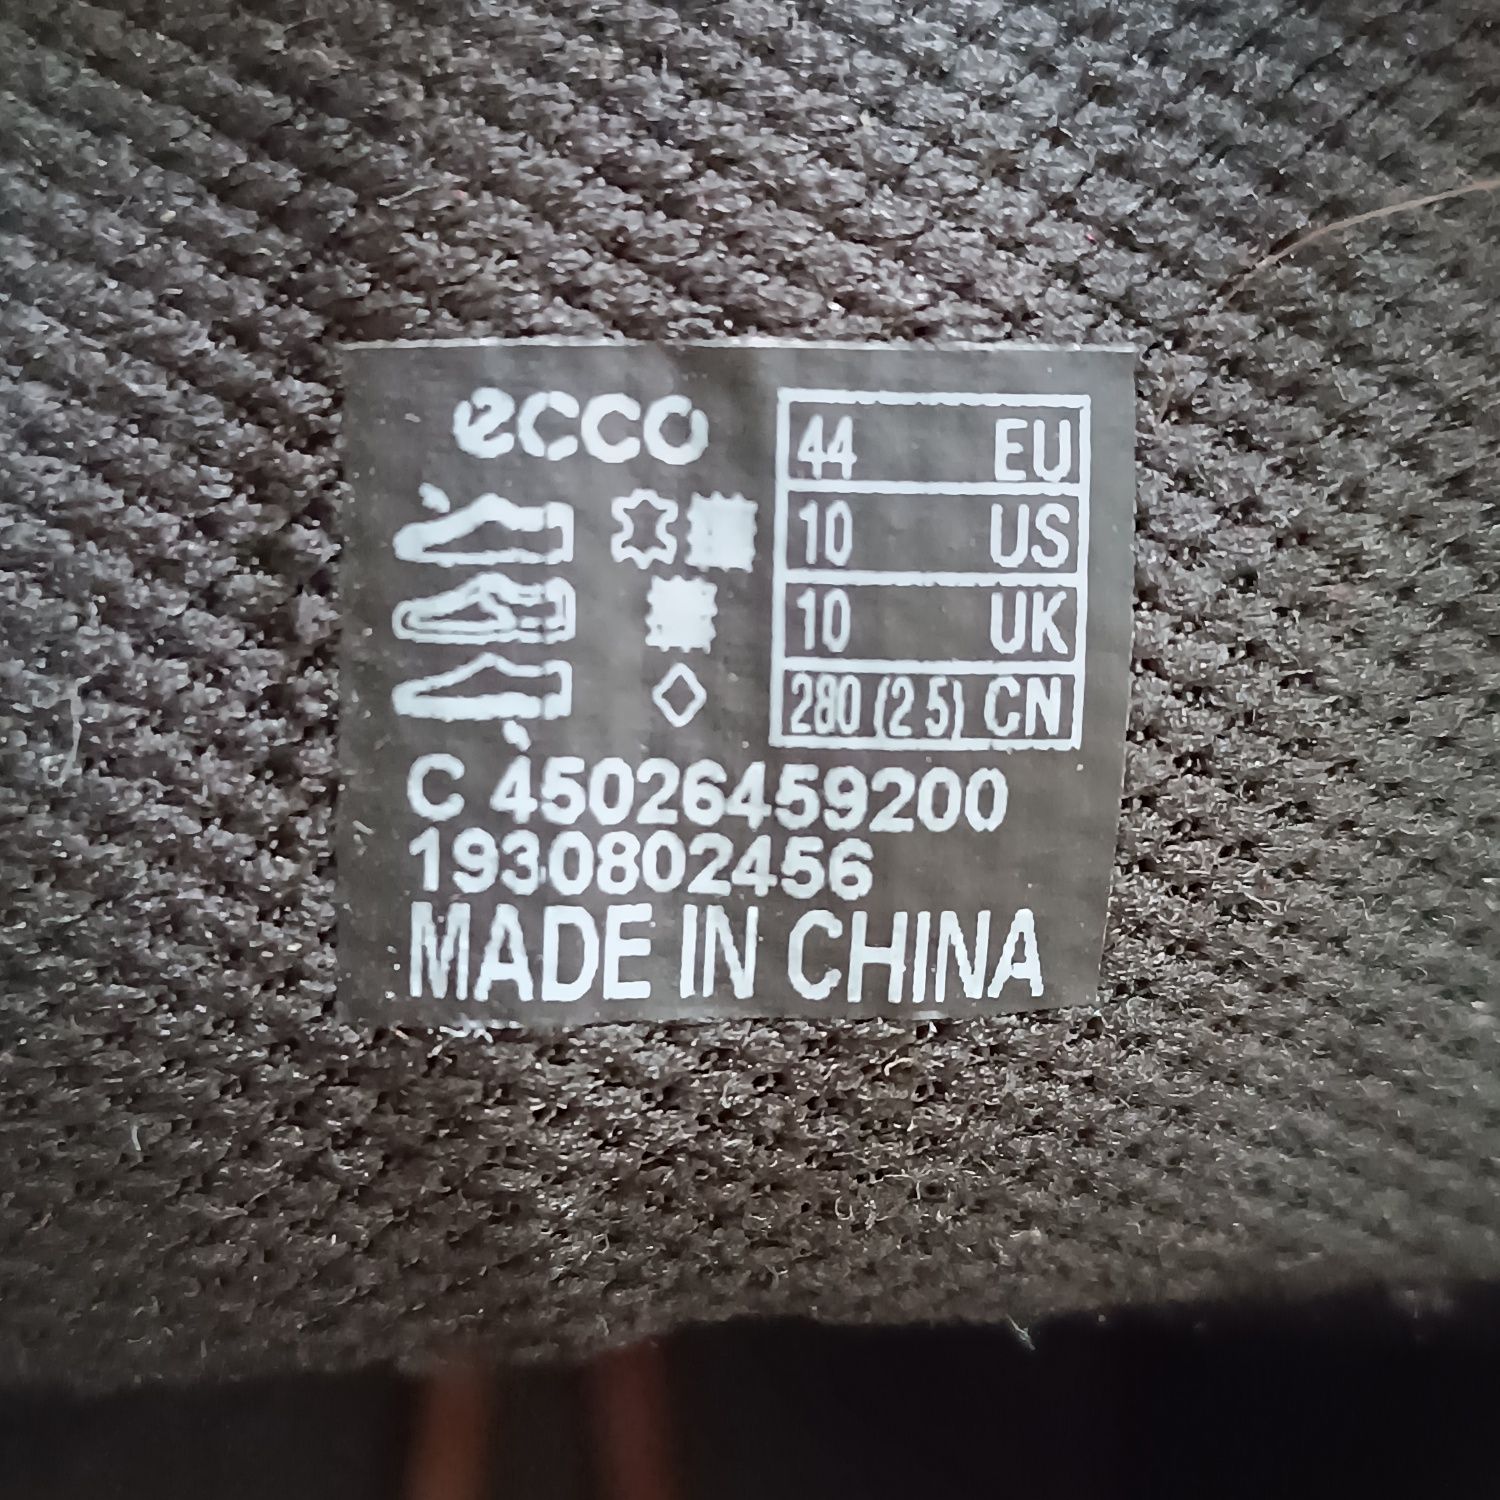 ecco
44 EU
10 US
10 UK
280 (2 5) CN
C 45026459200
1930802456
MADE IN CHINA